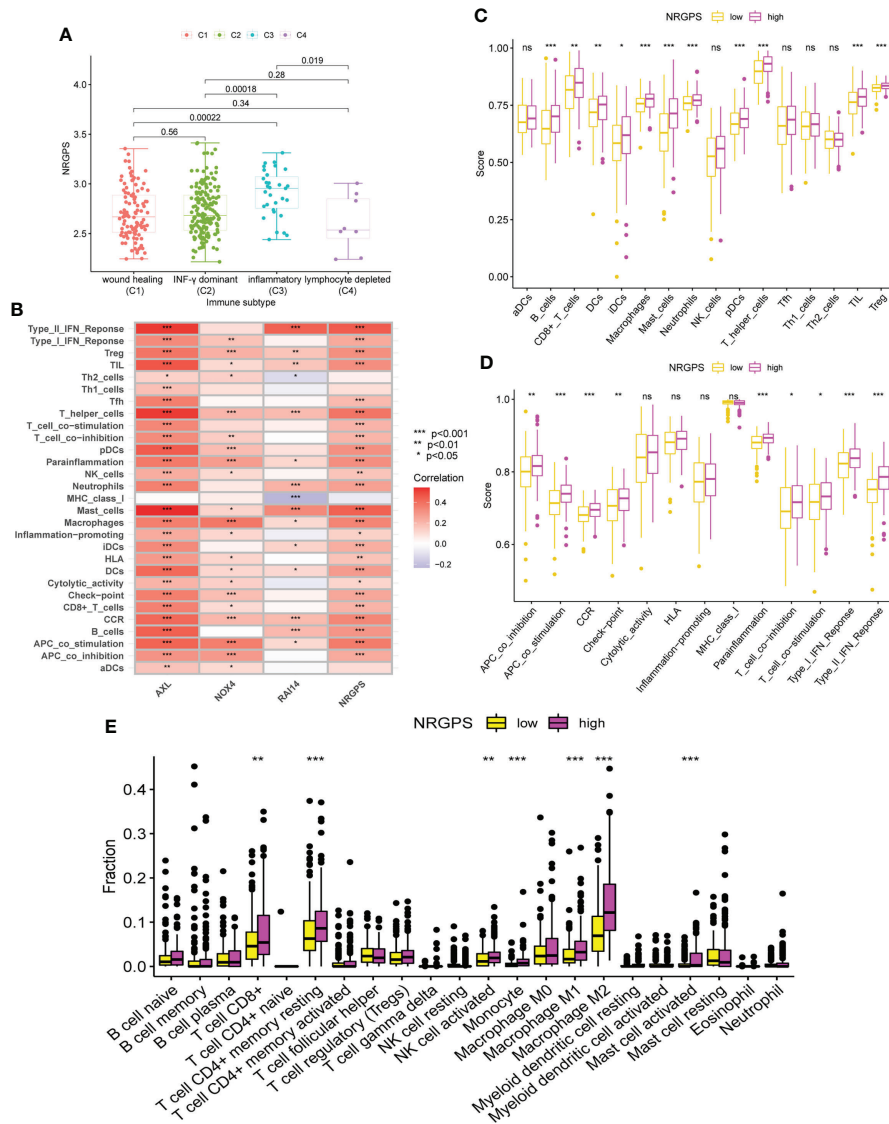 A
C1 C2 C3 C4
0.019
0.28
0.00018
0.34
0.00022
0.56
NRGPS
4.0
3.5
3.0
2.5
wound healing (C1)
INF-γ dominant (C2)
inflammatory (C3)
lymphocyte depleted (C4)
Immune subtype
B
Type_II_IFN_Reponse *** *** ***
Type_I_IFN_Reponse *** ** ***
Treg *** *** ** ***
TIL *** * ** ***
Th2_cells * * *
Th1_cells ***
Tfh *** ***
T_helper_cells *** *** *** ***
T_cell_co-stimulation *** ***
T_cell_co-inhibition *** ** ***
pDCs *** *** ***
Parainflammation *** *** * ***
NK_cells *** * **
Neutrophils *** *** ***
MHC_class_I ***
Mast_cells *** * *** ***
Macrophages *** *** * ***
Inflammation-promoting *** *
iDCs *** * ***
HLA *** * **
DCs *** * * ***
Cytolytic_activity *** * *
Check-point *** *** ***
CD8+_T_cells *** * ***
CCR *** *** *** ***
B_cells *** *** ***
APC_co_stimulation *** *** * ***
APC_co_inhibition *** *** ***
aDCs ** *
AXL
NOX4
RAI14
NRGPS
*** p<0.001
** p<0.01
* p<0.05
Correlation
0.4
0.2
0.0
−0.2
C
NRGPS low high
ns *** ** ** * *** *** *** ns *** *** ns ns ns *** ***
Score
1.00
0.75
0.50
0.25
0.00
aDCs
B_cells
CD8+_T_cells
DCs
iDCs
Macrophages
Mast_cells
Neutrophils
NK_cells
pDCs
T_helper_cells
Tfh
Th1_cells
Th2_cells
TIL
Treg
D
NRGPS low high
** *** *** ** ns ns ns ns *** * * *** ***
Score
1.0
0.8
0.6
APC_co_inhibition
APC_co_stimulation
CCR
Check-point
Cytolytic_activity
HLA
Inflammation-promoting
MHC_class_I
Parainflammation
T_cell_co-inhibition
T_cell_co-stimulation
Type_I_IFN_Reponse
Type_II_IFN_Reponse
E
NRGPS low high
** *** ** *** *** *** ***
Fraction
0.4
0.3
0.2
0.1
0.0
B cell naive
B cell memory
B cell plasma
T cell CD8+
T cell CD4+ naive
T cell CD4+ memory resting
T cell CD4+ memory activated
T cell follicular helper
T cell regulatory (Tregs)
T cell gamma delta
NK cell resting
NK cell activated
Monocyte
Macrophage M0
Macrophage M1
Macrophage M2
Myeloid dendritic cell resting
Myeloid dendritic cell activated
Mast cell activated
Mast cell resting
Eosinophil
Neutrophil